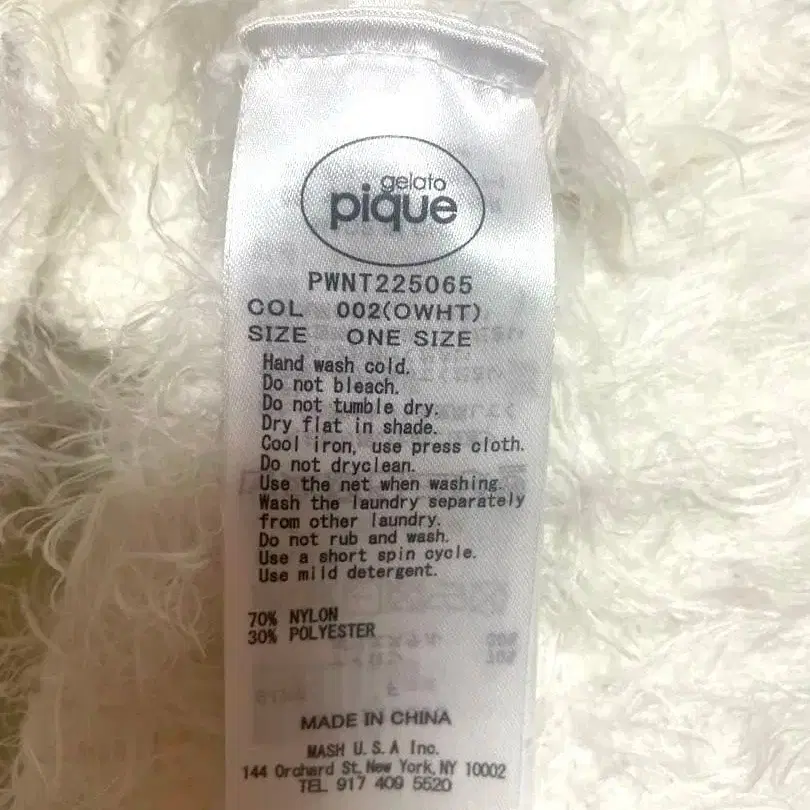 gelato
pique
PWNT225065
COL 002(OWHT)
SIZE ONE SIZE
Hand wash cold.
Do not bleach.
Do not tumble dry.
Dry flat in shade.
Cool iron, use press cloth.
Do not dryclean.
Use the net when washing.
Wash the laundry separately
from other laundry.
Do not rub and wash.
Use a short spin cycle.
Use mild detergent.
70% NYLON
30% POLYESTER
MADE IN CHINA
MASH U.S.A Inc.
144 Orchard St, New York, NY 10002
TEL 917 409 5520